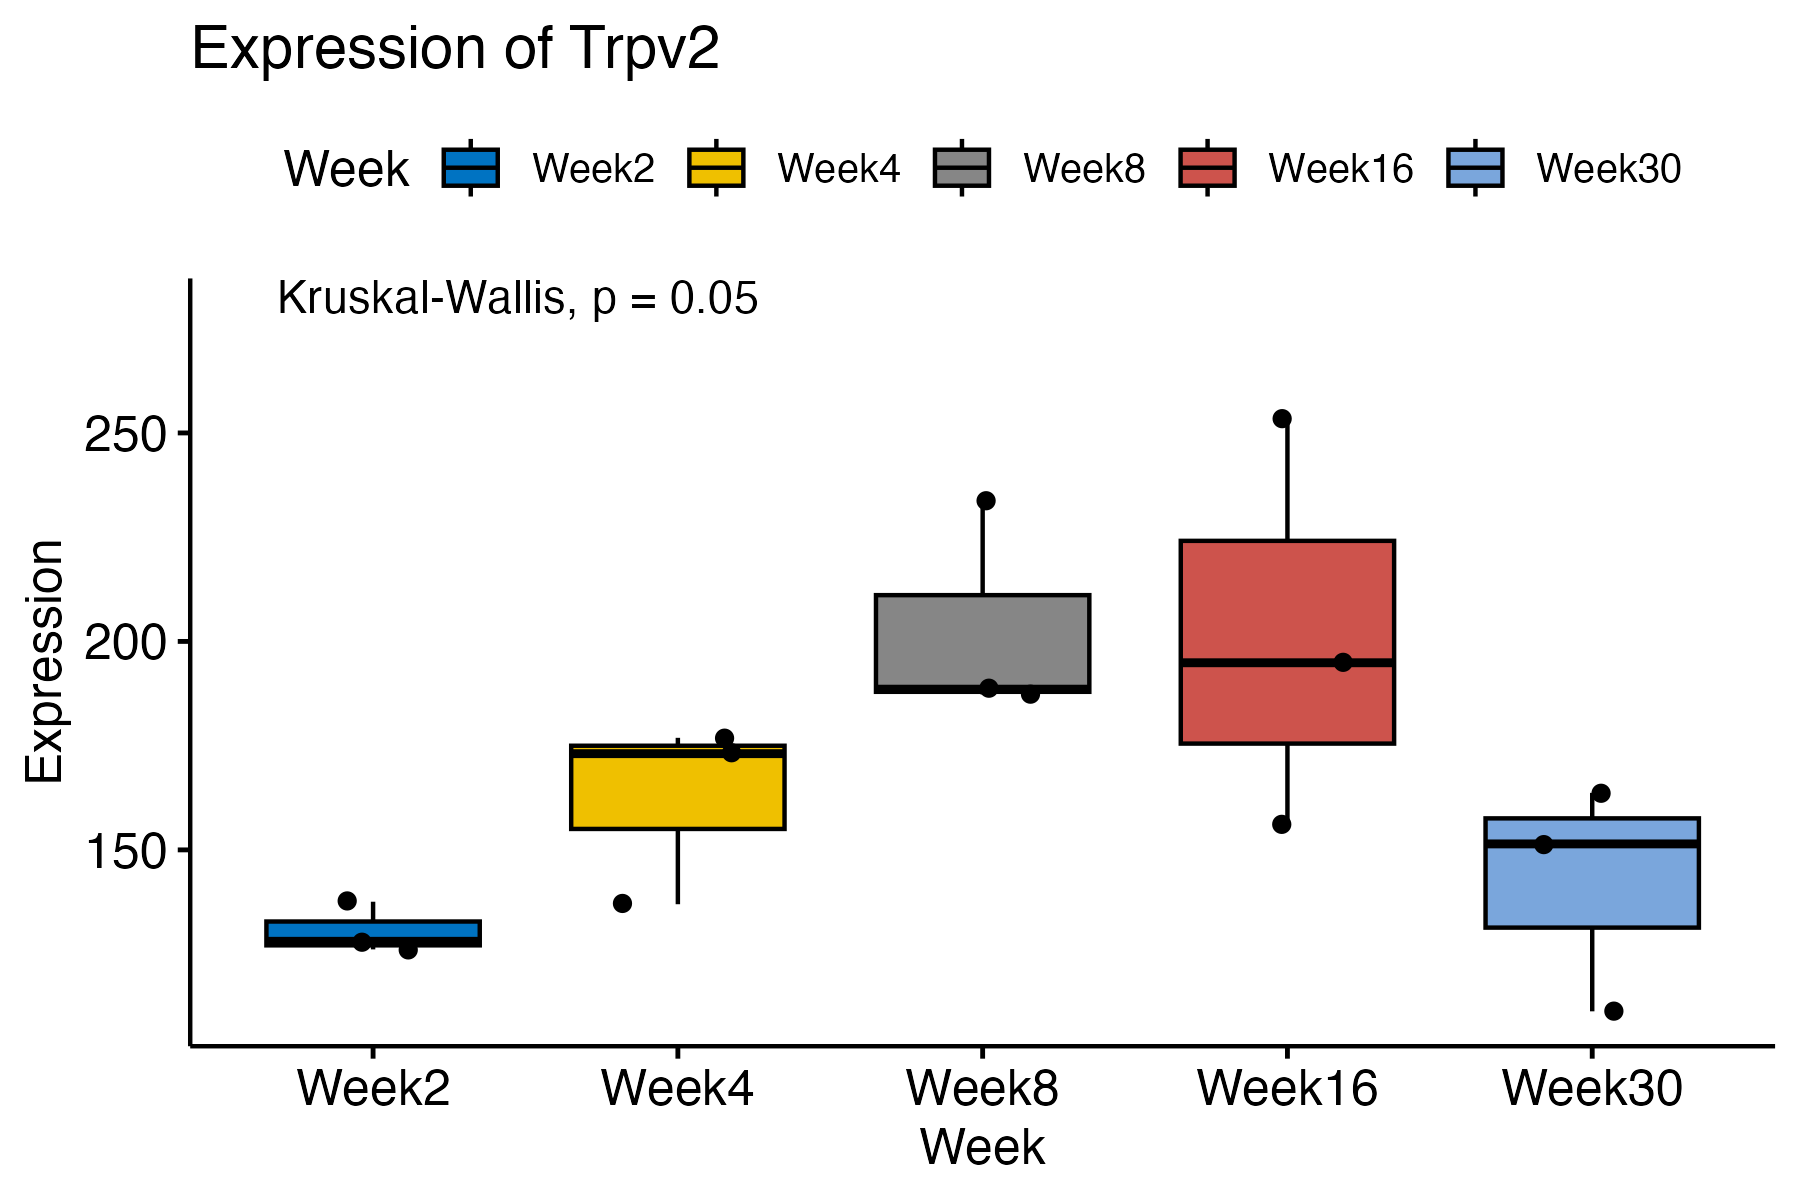 Expression of Trpv2
Week Week2 Week4 Week8 Week16 Week30
Kruskal-Wallis, p = 0.05
250
200
150
Expression
Week2 Week4 Week8 Week16 Week30
Week